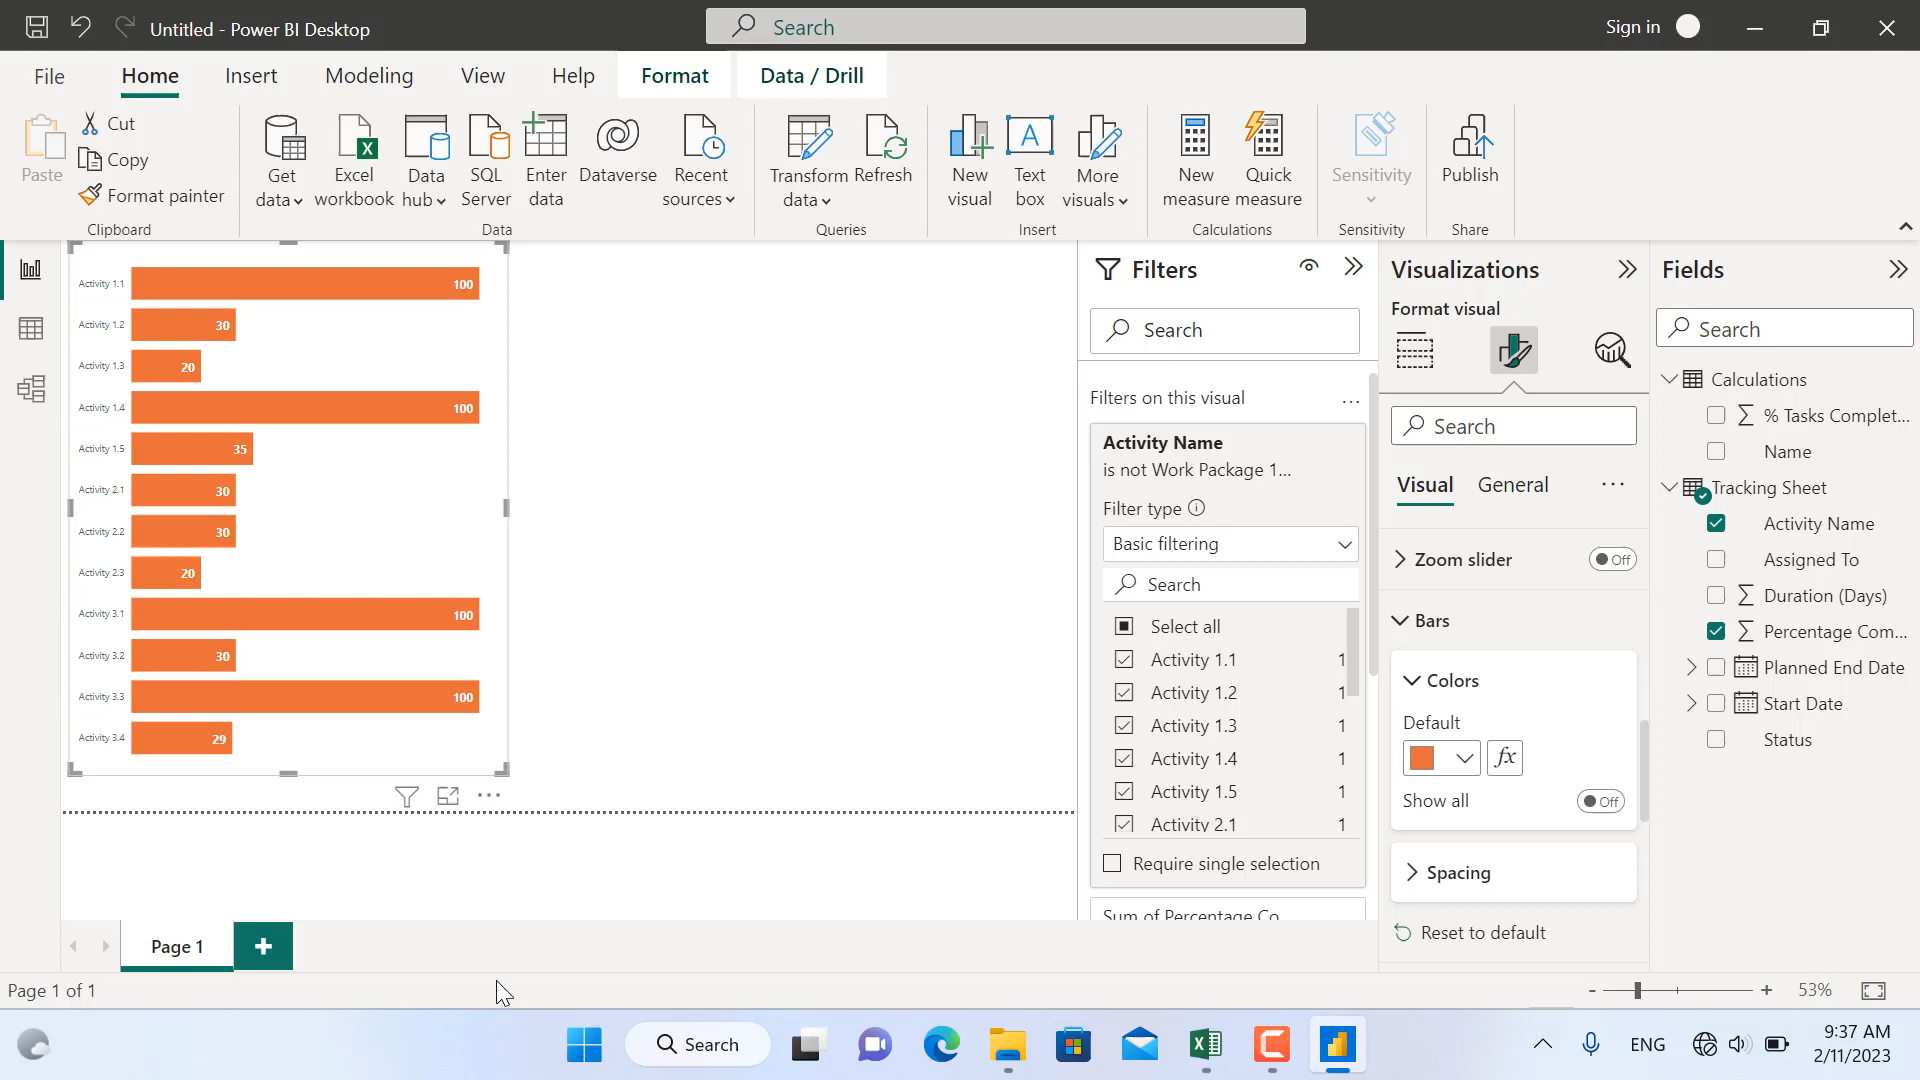 Untitled - Power BI Desktop
Search
Sign in
File
Home
Insert
Modeling
View
Help
Format
Data / Drill
Paste
Cut
Copy
Format painter
Clipboard
Get data
Excel workbook
Data hub
SQL Server
Enter data
Dataverse
Recent sources
Data
Transform data
Refresh
Queries
New visual
Text box
More visuals
Insert
New measure
Quick measure
Calculations
Sensitivity
Sensitivity
Publish
Share
Activity 1.1
100
Activity 1.2
30
Activity 1.3
20
Activity 1.4
100
Activity 1.5
35
Activity 2.1
30
Activity 2.2
30
Activity 2.3
20
Activity 3.1
100
Activity 3.2
30
Activity 3.3
100
Activity 3.4
29
Filters
Search
Filters on this visual
...
Activity Name
is not Work Package 1...
Filter type
Basic filtering
Search
Select all
Activity 1.1 1
Activity 1.2 1
Activity 1.3 1
Activity 1.4 1
Activity 1.5 1
Activity 2.1 1
Require single selection
Sum of Percentage Co
Visualizations
Format visual
Search
Visual
General
...
Zoom slider
Off
Bars
Colors
Default
fx
Show all
Off
Spacing
Reset to default
Fields
Search
Calculations
% Tasks Complet...
Name
Tracking Sheet
Activity Name
Assigned To
Duration (Days)
Percentage Com...
Planned End Date
Start Date
Status
Page 1
Page 1 of 1
- + 53%
Search
ENG
9:37 AM
2/11/2023